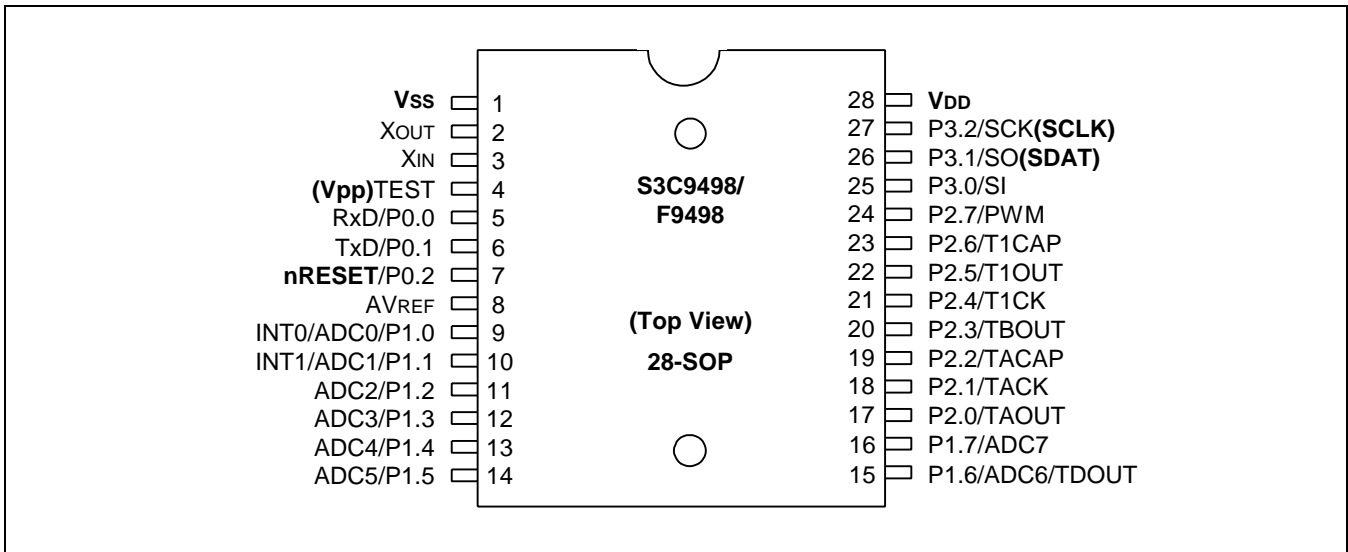 Vss 1
XOUT 2
XIN 3
(Vpp)TEST 4
RxD/P0.0 5
TxD/P0.1 6
nRESET/P0.2 7
AVREF 8
INT0/ADC0/P1.0 9
INT1/ADC1/P1.1 10
ADC2/P1.2 11
ADC3/P1.3 12
ADC4/P1.4 13
ADC5/P1.5 14
S3C9498/
F9498
(Top View)
28-SOP
28 VDD
27 P3.2/SCK(SCLK)
26 P3.1/SO(SDAT)
25 P3.0/SI
24 P2.7/PWM
23 P2.6/T1CAP
22 P2.5/T1OUT
21 P2.4/T1CK
20 P2.3/TBOUT
19 P2.2/TACAP
18 P2.1/TACK
17 P2.0/TAOUT
16 P1.7/ADC7
15 P1.6/ADC6/TDOUT